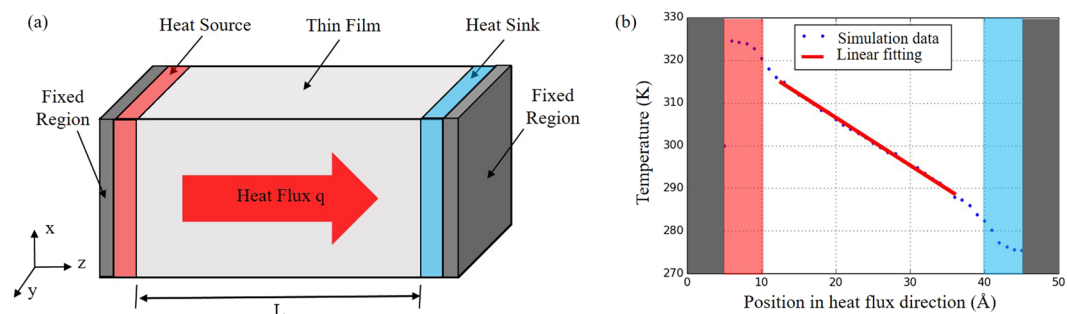 (a)
Heat Source
Thin Film
Heat Sink
Fixed
Region
Fixed
Region
Heat Flux q
x
z
y
L
(b)
330
320
310
300
290
280
270
Temperature (K)
Simulation data
Linear fitting
0
10
20
30
40
50
Position in heat flux direction (Å)